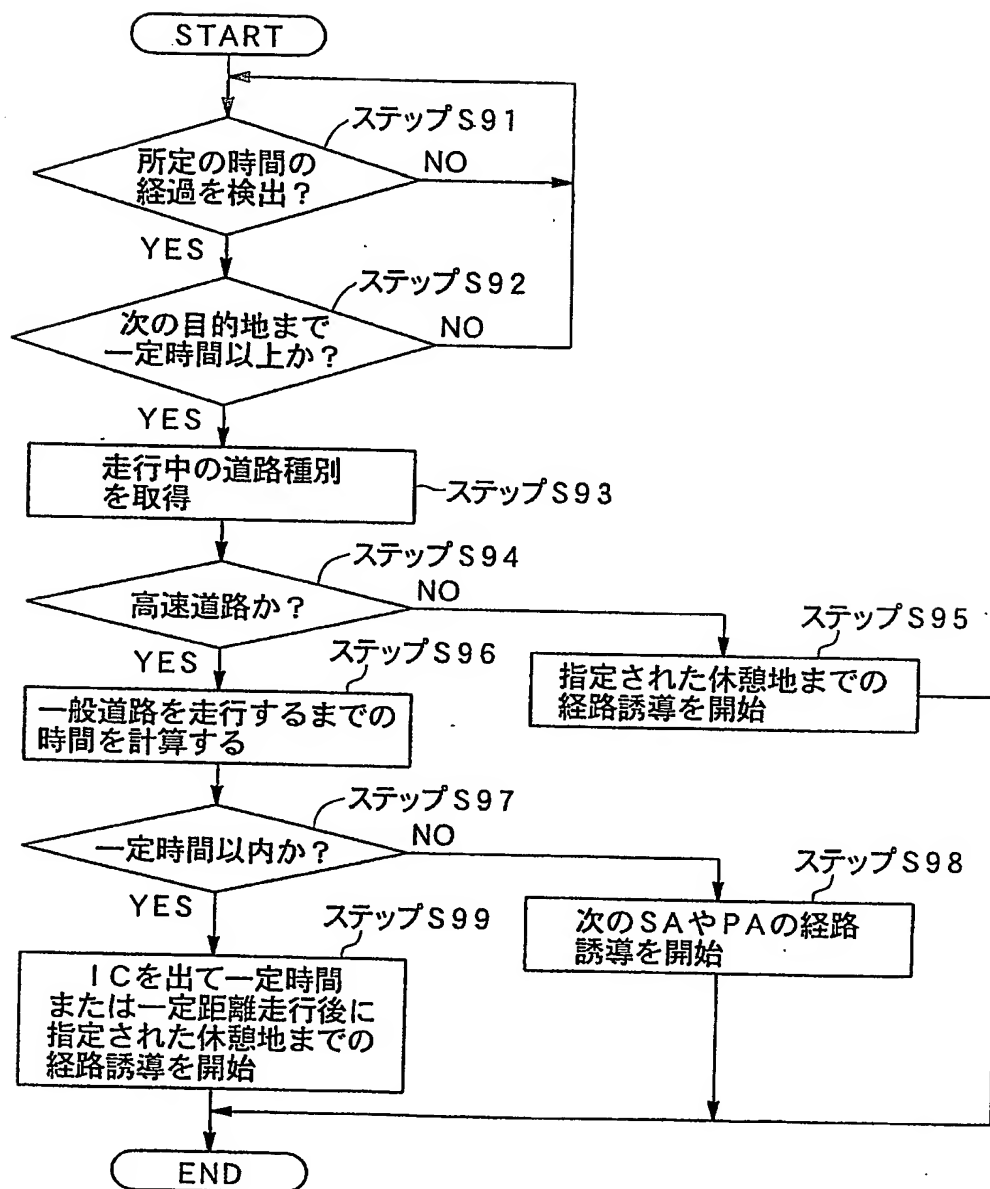 START
ステップS91
所定の時間の
経過を検出？
NO
YES
ステップS92
次の目的地まで
一定時間以上か？
NO
YES
走行中の道路種別
を取得
ステップS93
ステップS94
高速道路か？
NO
YES
ステップS95
指定された休憩地までの
経路誘導を開始
ステップS96
一般道路を走行するまでの
時間を計算する
ステップS97
一定時間以内か？
NO
YES
ステップS98
次のSAやPAの経路
誘導を開始
ステップS99
ICを出て一定時間
または一定距離走行後に
指定された休憩地までの
経路誘導を開始
END